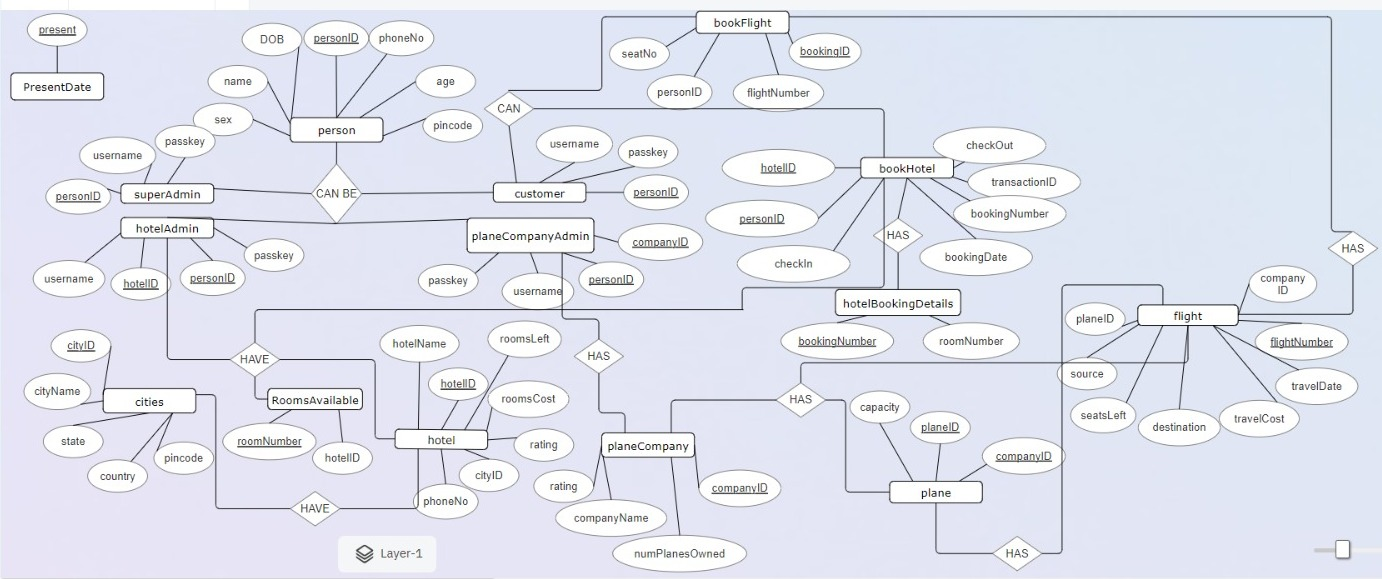 present
PresentDate
DOB
personID
phoneNo
name
age
sex
person
pincode
passkey
username
personID
superAdmin
CAN BE
hotelAdmin
username
hotelID
personID
passkey
bookFlight
seatNo
bookingID
personID
flightNumber
CAN
username
passkey
customer
personID
planeCompanyAdmin
companyID
passkey
username
personID
checkOut
hotelID
bookHotel
transactionID
bookingNumber
personID
HAS
checkIn
bookingDate
hotelBookingDetails
bookingNumber
roomNumber
HAS
company
ID
planeID
flight
flightNumber
source
travelDate
seatsLeft
destination
travelCost
cityID
cityName
cities
state
country
pincode
HAVE
RoomsAvailable
roomNumber
hotelID
HAVE
hotelName
roomsLeft
hotelID
roomsCost
hotel
rating
cityID
phoneNo
HAS
planeCompany
rating
companyID
companyName
numPlanesOwned
HAS
capacity
planeID
companyID
plane
HAS
Layer-1